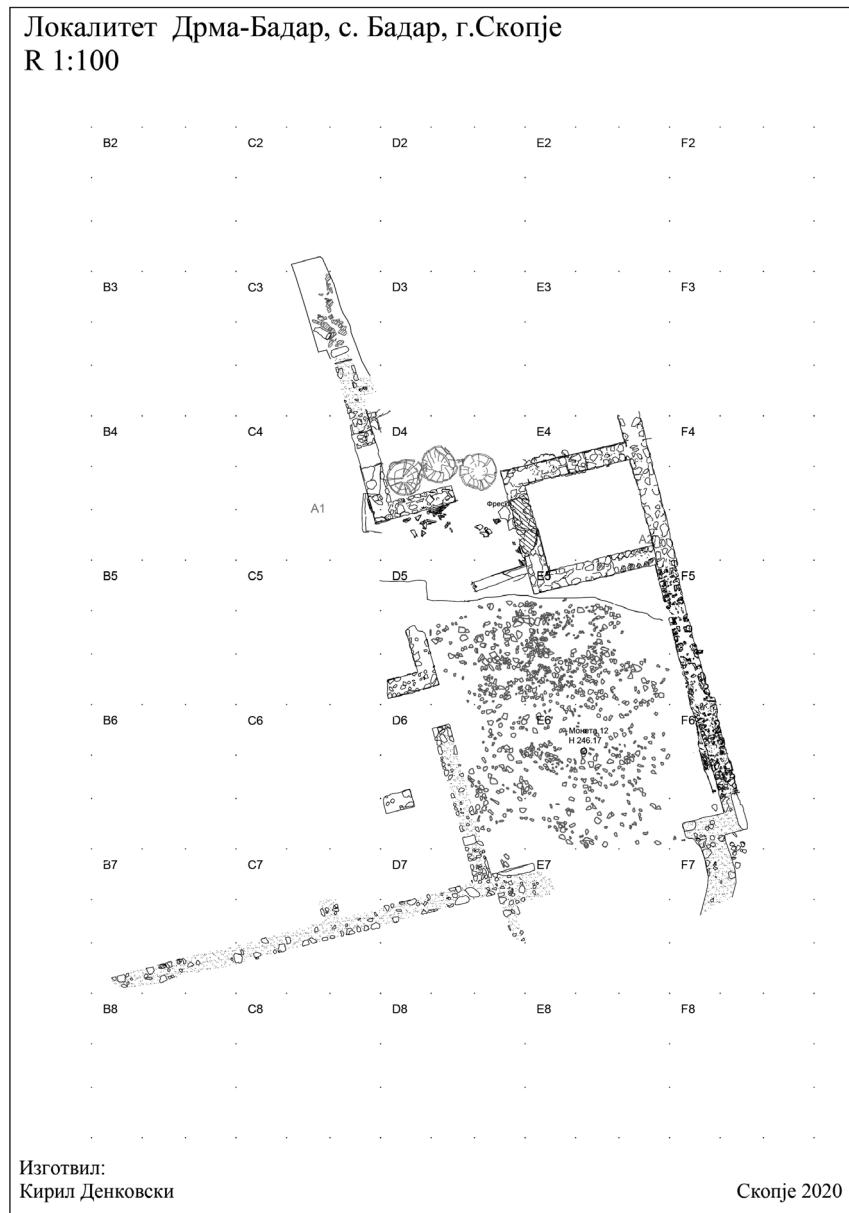 Локалитет Дрма-Бадар, с. Бадар, г.Скопје
R 1:100
B2 C2 D2 E2 F2
B3 C3 D3 E3 F3
B4 C4 D4 E4 F4
A1
A2
B5 C5 D5 E5 F5
B6 C6 D6 E6 F6
Монета 12
H 246.17
B7 C7 D7 E7 F7
B8 C8 D8 E8 F8
Изготвил:
Кирил Денковски
Скопје 2020